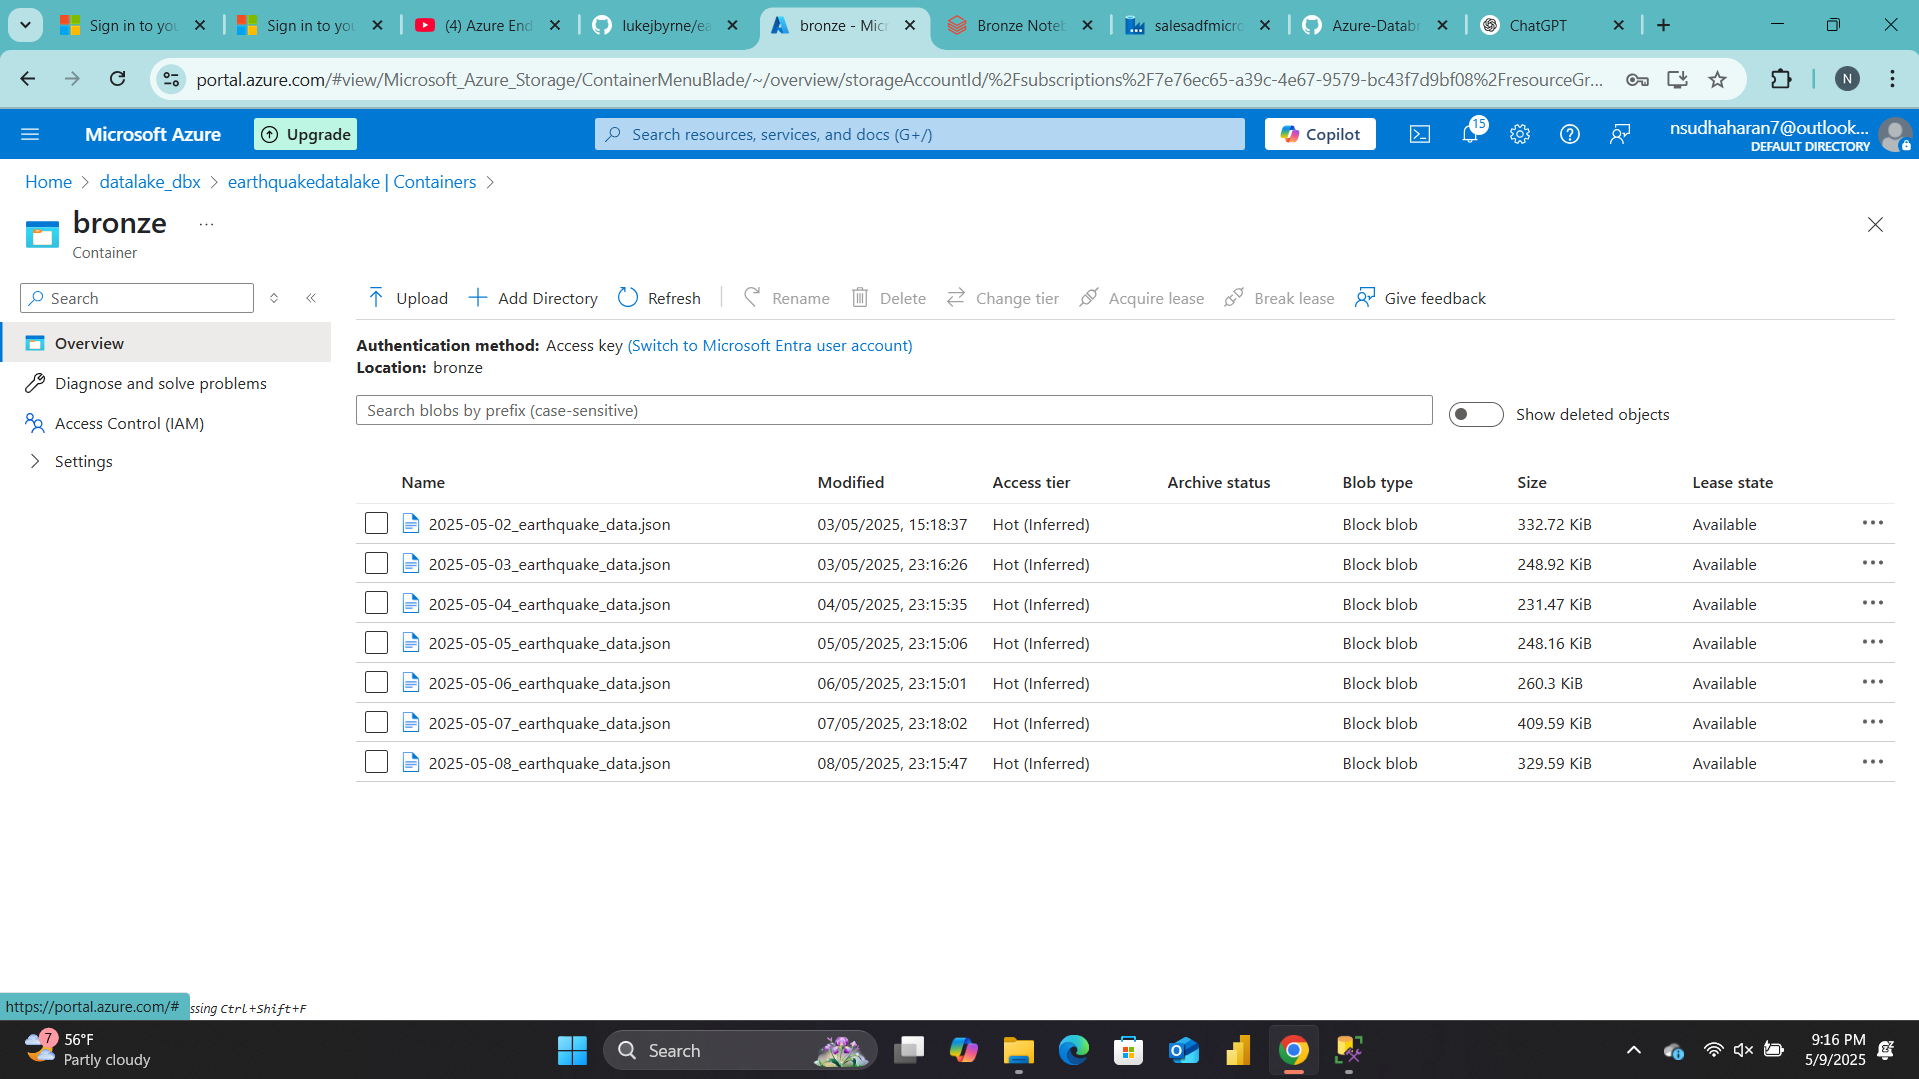 Sign in to you
Sign in to you
(4) Azure End
lukejbyrne/ea
bronze - Micr
Bronze Noteb
salesadfmicro
Azure-Databr
ChatGPT
portal.azure.com/#view/Microsoft_Azure_Storage/ContainerMenuBlade/~/overview/storageAccountId/%2Fsubscriptions%2F7e76ec65-a39c-4e67-9579-bc43f7d9bf08%2FresourceGr...
N
Microsoft Azure
Upgrade
Search resources, services, and docs (G+/)
Copilot
15
nsudhaharan7@outlook...
DEFAULT DIRECTORY
Home > datalake_dbx > earthquakedatalake | Containers >
bronze ...
Container
Search
Overview
Diagnose and solve problems
Access Control (IAM)
Settings
Upload
Add Directory
Refresh
Rename
Delete
Change tier
Acquire lease
Break lease
Give feedback
Authentication method: Access key (Switch to Microsoft Entra user account)
Location: bronze
Search blobs by prefix (case-sensitive)
Show deleted objects
Name Modified Access tier Archive status Blob type Size Lease state
2025-05-02_earthquake_data.json 03/05/2025, 15:18:37 Hot (Inferred) Block blob 332.72 KiB Available
2025-05-03_earthquake_data.json 03/05/2025, 23:16:26 Hot (Inferred) Block blob 248.92 KiB Available
2025-05-04_earthquake_data.json 04/05/2025, 23:15:35 Hot (Inferred) Block blob 231.47 KiB Available
2025-05-05_earthquake_data.json 05/05/2025, 23:15:06 Hot (Inferred) Block blob 248.16 KiB Available
2025-05-06_earthquake_data.json 06/05/2025, 23:15:01 Hot (Inferred) Block blob 260.3 KiB Available
2025-05-07_earthquake_data.json 07/05/2025, 23:18:02 Hot (Inferred) Block blob 409.59 KiB Available
2025-05-08_earthquake_data.json 08/05/2025, 23:15:47 Hot (Inferred) Block blob 329.59 KiB Available
https://portal.azure.com/# ssing Ctrl+Shift+F
7
56°F
Partly cloudy
Search
9:16 PM
5/9/2025